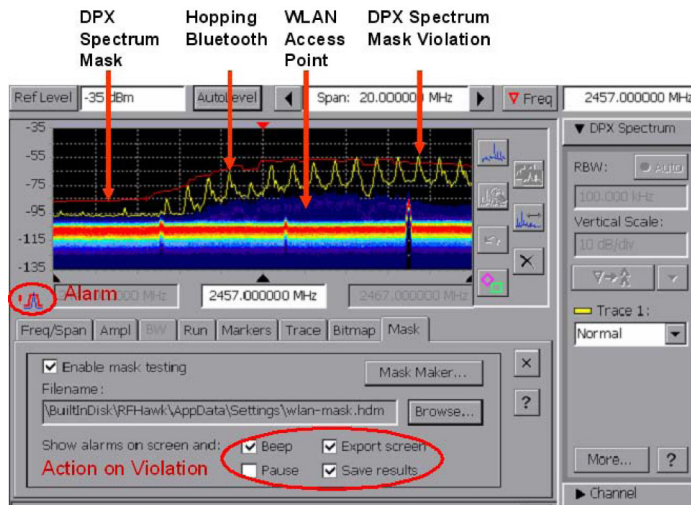 DPX Spectrum Mask
Hopping Bluetooth
WLAN Access Point
DPX Spectrum Mask Violation
Ref Level -35 dBm AutoLevel Span: 20.000000 MHz Freq 2457.000000 MHz
-35
-55
-75
-95
-115
-135
Alarm
000 MHz 2457.000000 MHz 2467.000000 MHz
Freq/Span Ampl BW Run Markers Trace Bitmap Mask
Enable mask testing
Mask Maker...
Filename:
\BuiltInDisk\RFHawk\AppData\Settings\wlan-mask.hdm Browse...
Show alarms on screen and: Beep Export screen
Action on Violation Pause Save results
× 
?
DPX Spectrum
RBW: Auto
100.000 kHz
Vertical Scale:
10 dB/div
Trace 1:
Normal
More... ?
Channel